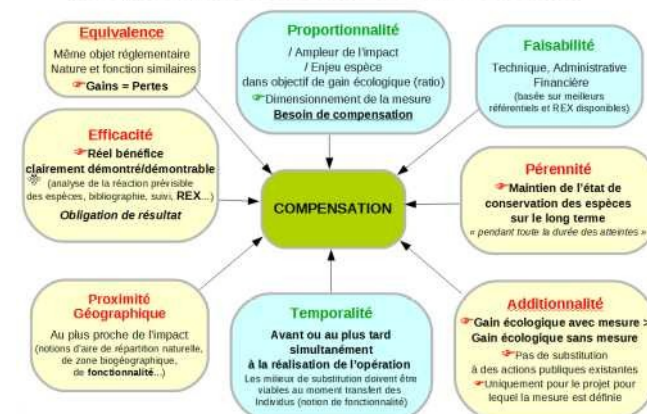 Equivalence
Même objet réglementaire
Nature et fonction similaires
☞Gains = Pertes
Proportionnalité
/ Ampleur de l'impact
/ Enjeu espèce
dans objectif de gain écologique (ratio)
☞Dimensionnement de la mesure
Besoin de compensation
Faisabilité
Technique, Administrative
Financière
(basée sur meilleurs
référentiels et REX disponibles)
Efficacité
☞Réel bénéfice
clairement démontré/démontrable
(analyse de la réaction prévisible
des espèces, bibliographie, suivi, REX...)
Obligation de résultat
COMPENSATION
Pérennité
☞Maintien de l'état de
conservation des espèces
sur le long terme
« pendant toute la durée des atteintes »
Proximité
Géographique
Au plus proche de l'impact
(notions d'aire de répartition naturelle,
de zone biogéographique,
de fonctionnalité...)
Temporalité
Avant ou au plus tard
simultanément
à la réalisation de l'opération
Les milieux de substitution doivent être
viables au moment transfert des
Individus (notion de fonctionnalité)
Additionnalité
☞Gain écologique avec mesure >
Gain écologique sans mesure
☞Pas de substitution
à des actions publiques existantes
☞Uniquement pour le projet pour
lequel la mesure est définie